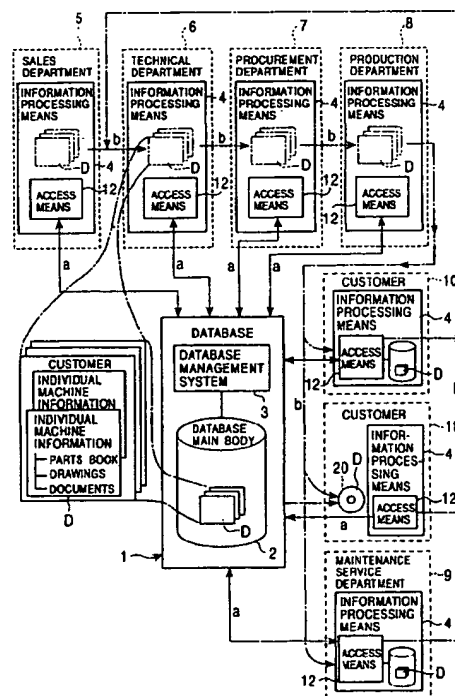 5
6
7
8
SALES
DEPARTMENT
INFORMATION
PROCESSING
MEANS
D
4
12
ACCESS
MEANS
TECHNICAL
DEPARTMENT
INFORMATION
PROCESSING
MEANS
4
D
12
ACCESS
MEANS
PROCUREMENT
DEPARTMENT
INFORMATION
PROCESSING
MEANS
4
D
12
ACCESS
MEANS
PRODUCTION
DEPARTMENT
INFORMATION
PROCESSING
MEANS
4
D
12
ACCESS
MEANS
b
b
b
a
a
a
a
DATABASE
DATABASE
MANAGEMENT
SYSTEM
3
DATABASE
MAIN BODY
D
1
2
CUSTOMER
INDIVIDUAL
MACHINE
INFORMATION
INDIVIDUAL
MACHINE
INFORMATION
PARTS BOOK
DRAWINGS
DOCUMENTS
D
10
CUSTOMER
INFORMATION
PROCESSING
MEANS
4
ACCESS
MEANS
12
D
b
11
CUSTOMER
20
D
INFOR-
MATION
PROCES-
SING
MEANS
4
12
ACCESS
MEANS
a
MAINTENANCE
SERVICE
DEPARTMENT
9
INFORMATION
PROCESSING
MEANS
4
ACCESS
MEANS
12
D
a